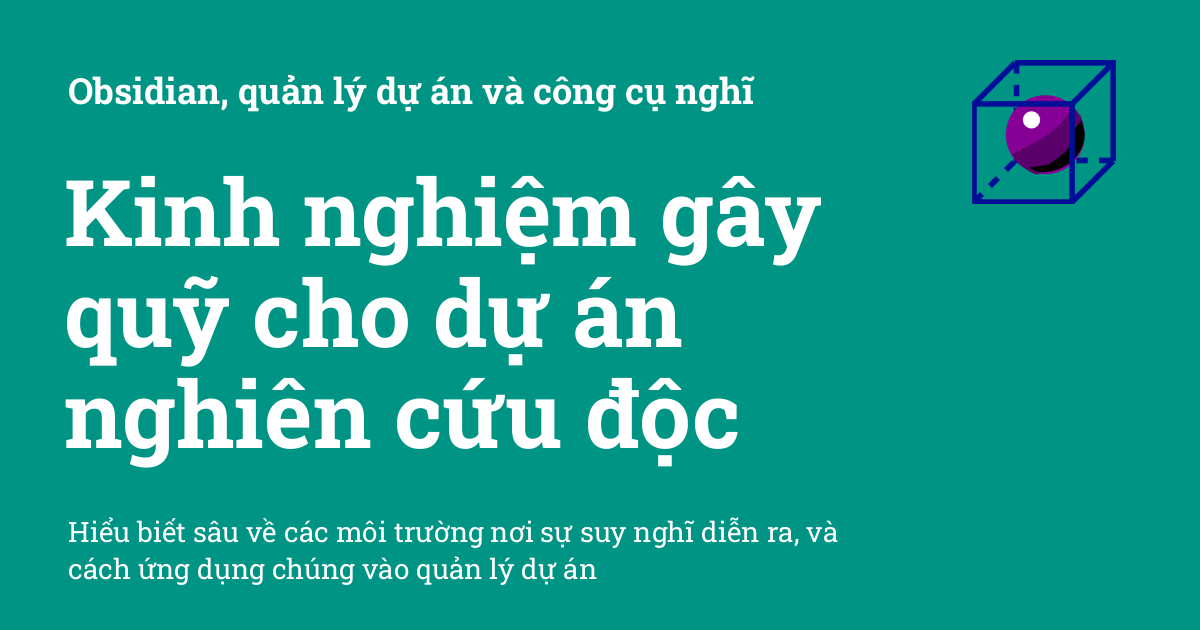 Obsidian, quản lý dự án và công cụ nghĩ
Kinh nghiệm gây
quỹ cho dự án
nghiên cứu độc
Hiểu biết sâu về các môi trường nơi sự suy nghĩ diễn ra, và
cách ứng dụng chúng vào quản lý dự án